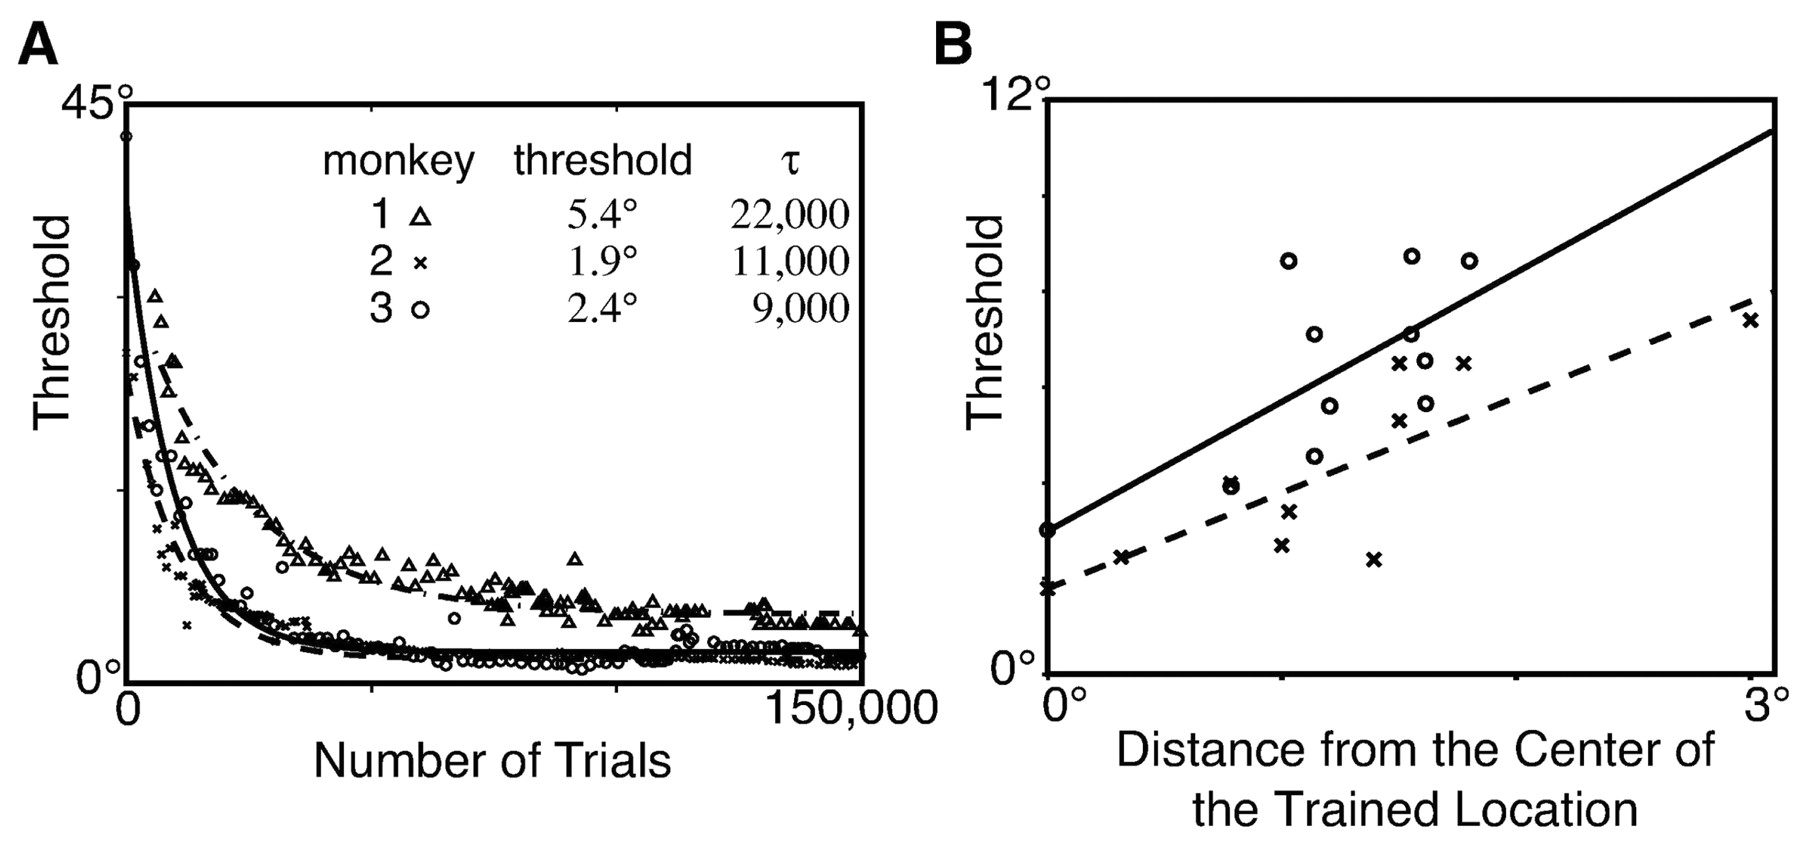 A
45°
Threshold
monkey threshold τ
1 △ 5.4° 22,000
2 × 1.9° 11,000
3 ○ 2.4° 9,000
0°
0 150,000
Number of Trials
B
12°
Threshold
0°
0° 3°
Distance from the Center of
the Trained Location